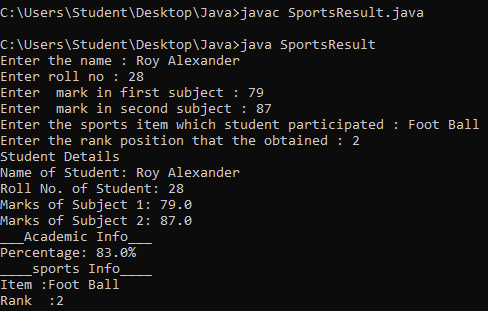 C:\Users\Student\Desktop\Java>javac SportsResult.java
C:\Users\Student\Desktop\Java>java SportsResult
Enter the name : Roy Alexander
Enter roll no : 28
Enter  mark in first subject : 79
Enter  mark in second subject : 87
Enter the sports item which student participated : Foot Ball
Enter the rank position that the obtained : 2
Student Details
Name of Student: Roy Alexander
Roll No. of Student: 28
Marks of Subject 1: 79.0
Marks of Subject 2: 87.0
___Academic Info___
Percentage: 83.0%
____sports Info____
Item :Foot Ball
Rank  :2